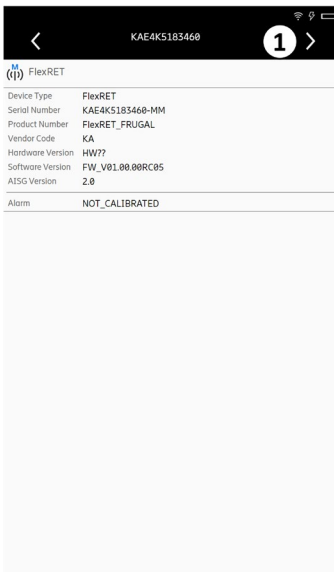 KAE4K5183460
1
M
FlexRET
Device Type FlexRET
Serial Number KAE4K5183460-MM
Product Number FlexRET_FRUGAL
Vendor Code KA
Hardware Version HW??
Software Version FW_V01.00.00RC05
AISG Version 2.0
Alarm NOT_CALIBRATED